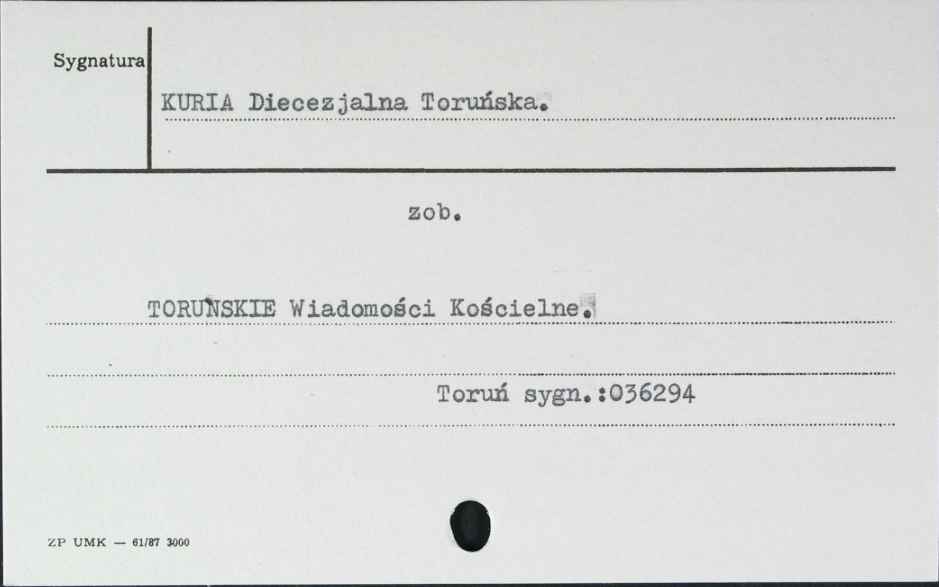 Sygnatura
KURIA Diecezjalna Toruńska.
zob.
TORUŃSKIE Wiadomości Kościelne.
Toruń sygn.:036294
ZP UMK — 61/87 3000